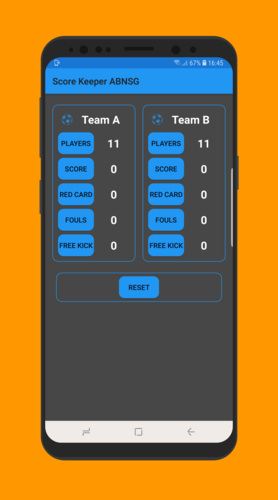 67% 16:45
Score Keeper ABNSG
Team A
PLAYERS 11
SCORE 0
RED CARD 0
FOULS 0
FREE KICK 0
Team B
PLAYERS 11
SCORE 0
RED CARD 0
FOULS 0
FREE KICK 0
RESET